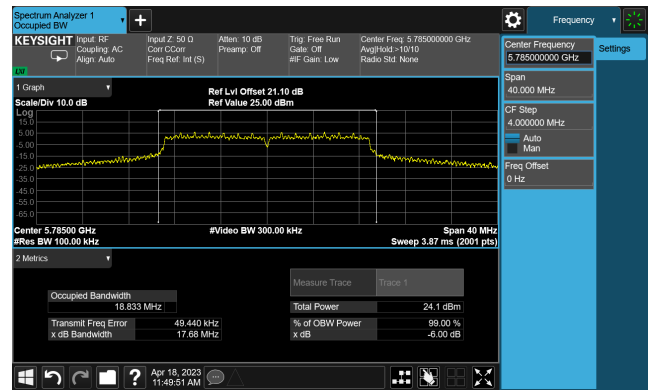 Spectrum Analyzer 1
Occupied BW
Frequency
KEYSIGHT
Input: RF
Coupling: AC
Align: Auto
Input Z: 50 Ω
Corr CCorr
Freq Ref: Int (S)
Atten: 10 dB
Preamp: Off
Trig: Free Run
Gate: Off
#IF Gain: Low
Center Freq: 5.785000000 GHz
Avg|Hold:>10/10
Radio Std: None
Center Frequency
5.785000000 GHz
Settings
Span
40.000 MHz
CF Step
4.000000 MHz
Auto
Man
Freq Offset
0 Hz
1 Graph
Scale/Div 10.0 dB
Ref Lvl Offset 21.10 dB
Ref Value 25.00 dBm
Log
15.0
5.00
-5.00
-15.0
-25.0
-35.0
-45.0
-55.0
-65.0
Center 5.78500 GHz
#Video BW 300.00 kHz
Span 40 MHz
#Res BW 100.00 kHz
Sweep 3.87 ms (2001 pts)
2 Metrics
Measure Trace
Trace 1
Occupied Bandwidth
18.833 MHz
Total Power
24.1 dBm
Transmit Freq Error
49.440 kHz
% of OBW Power
99.00 %
x dB Bandwidth
17.68 MHz
x dB
-6.00 dB
Apr 18, 2023
11:49:51 AM